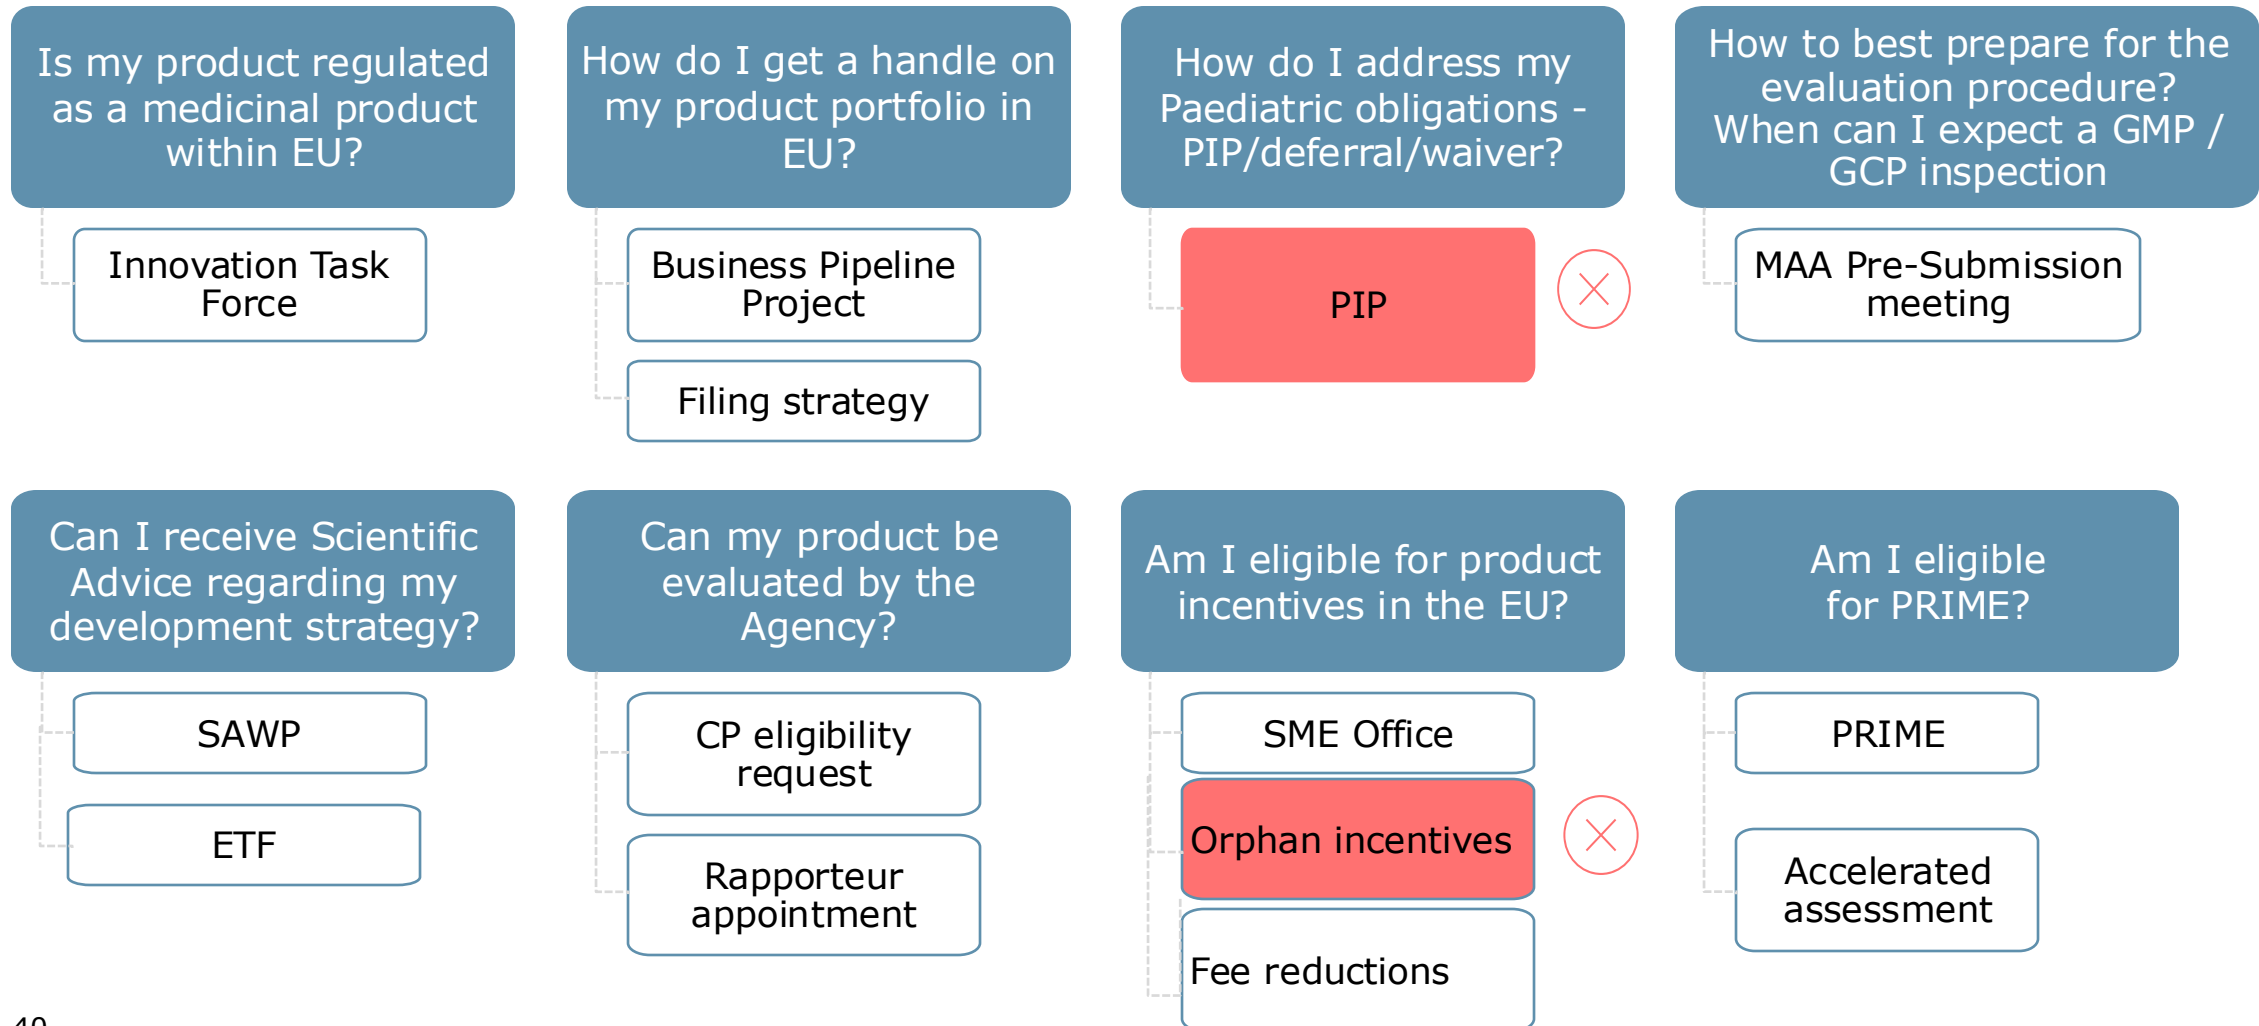 Is my product regulated
as a medicinal product
within EU?
Innovation Task
Force
How do I get a handle on
my product portfolio in
EU?
Business Pipeline
Project
Filing strategy
How do I address my
Paediatric obligations -
PIP/deferral/waiver?
PIP
How to best prepare for the
evaluation procedure?
When can I expect a GMP /
GCP inspection
MAA Pre-Submission
meeting
Can I receive Scientific
Advice regarding my
development strategy?
SAWP
ETF
Can my product be
evaluated by the
Agency?
CP eligibility
request
Rapporteur
appointment
Am I eligible for product
incentives in the EU?
SME Office
Orphan incentives
Fee reductions
Am I eligible
for PRIME?
PRIME
Accelerated
assessment
40